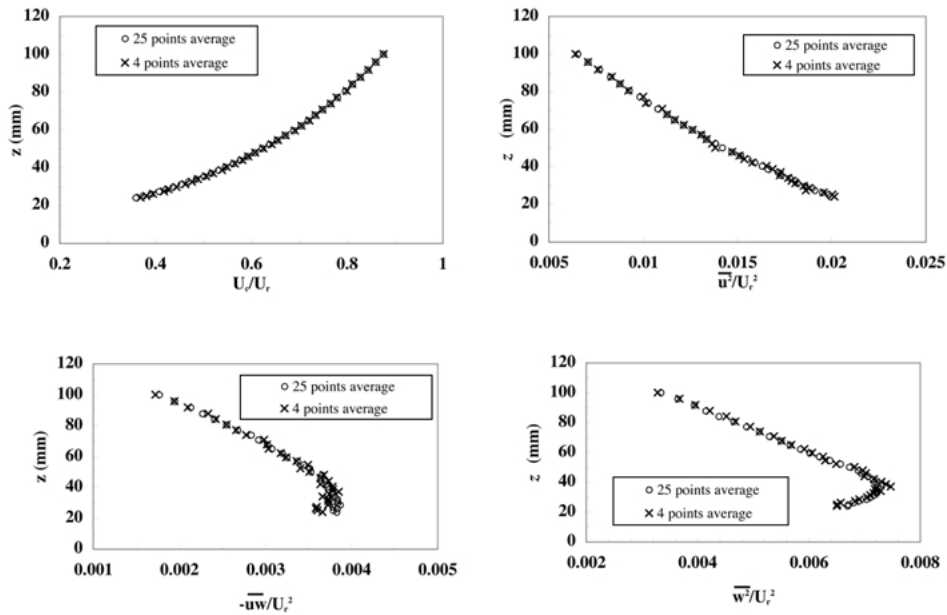 120
100
80
60
40
20
0
z (mm)
25 points average
4 points average
0.2 0.4 0.6 0.8 1
Uc/Ur
120
100
80
60
40
20
0
z (mm)
25 points average
4 points average
0.005 0.01 0.015 0.02 0.025
u̅²/Ur²
120
100
80
60
40
20
0
z (mm)
25 points average
4 points average
0.001 0.002 0.003 0.004 0.005
-u̅w̅/Ur²
120
100
80
60
40
20
0
z (mm)
25 points average
4 points average
0.002 0.004 0.006 0.008
w̅²/Ur²